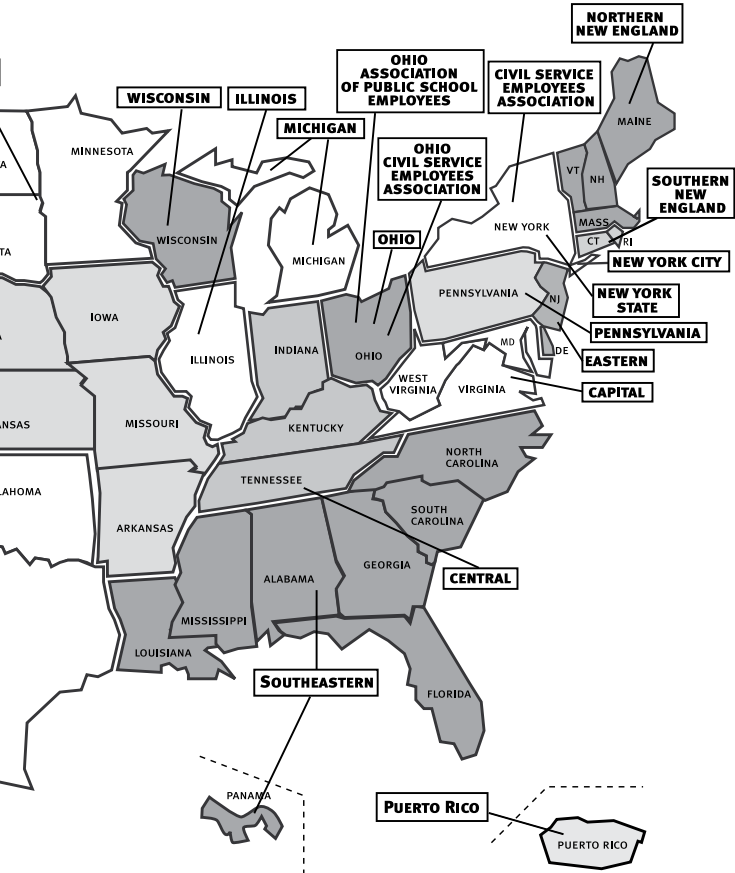 NORTHERN
NEW ENGLAND
OHIO
ASSOCIATION
OF PUBLIC SCHOOL
EMPLOYEES
CIVIL SERVICE
EMPLOYEES
ASSOCIATION
WISCONSIN
ILLINOIS
MICHIGAN
OHIO
CIVIL SERVICE
EMPLOYEES
ASSOCIATION
MAINE
MINNESOTA
A
VT
NH
SOUTHERN
NEW
ENGLAND
MASS
WISCONSIN
NEW YORK
OHIO
CT
RI
TA
MICHIGAN
NEW YORK CITY
PENNSYLVANIA
NJ
NEW YORK
STATE
IOWA
PENNSYLVANIA
A
ILLINOIS
INDIANA
OHIO
MD
DE
EASTERN
WEST
VIRGINIA
VIRGINIA
CAPITAL
NSAS
MISSOURI
KENTUCKY
NORTH
CAROLINA
LAHOMA
TENNESSEE
ARKANSAS
SOUTH
CAROLINA
GEORGIA
ALABAMA
CENTRAL
MISSISSIPPI
LOUISIANA
SOUTHEASTERN
FLORIDA
PANAMA
PUERTO RICO
PUERTO RICO